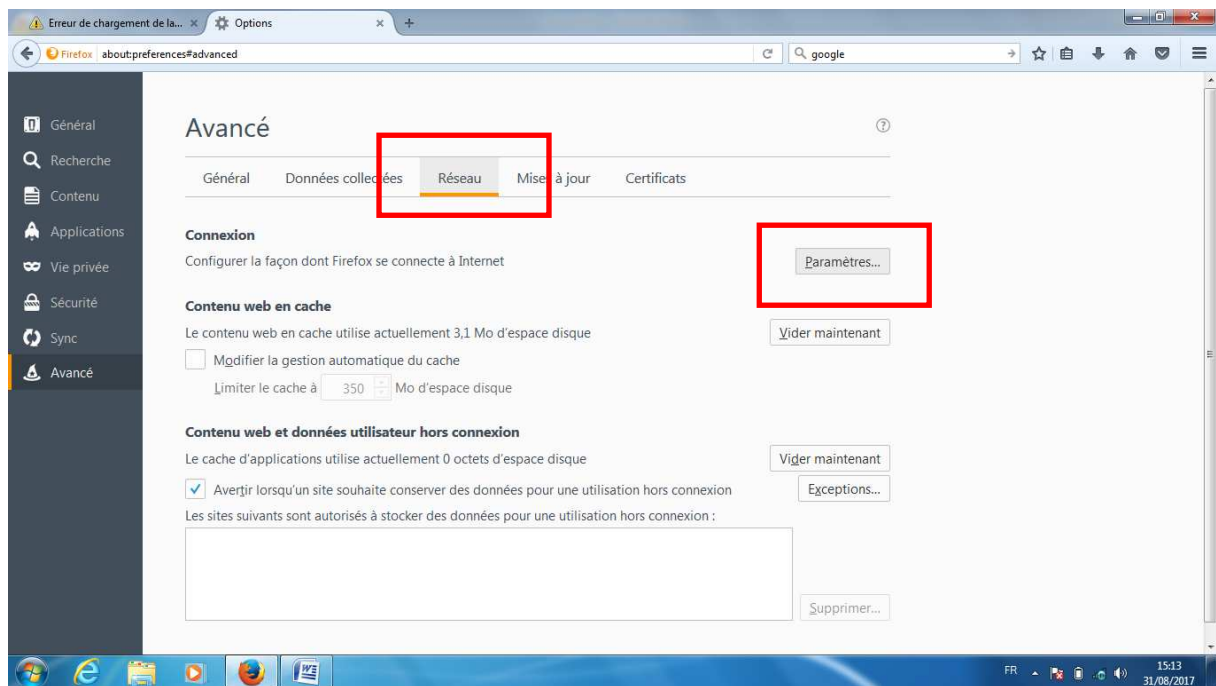 Erreur de chargement de la... × Options × +
Firefox about:preferences#advanced google
Général
Recherche
Contenu
Applications
Vie privée
Sécurité
Sync
Avancé
Avancé
Général Données collectées Réseau Mises à jour Certificats
Connexion
Configurer la façon dont Firefox se connecte à Internet Paramètres...
Contenu web en cache
Le contenu web en cache utilise actuellement 3,1 Mo d'espace disque Vider maintenant
Modifier la gestion automatique du cache
Limiter le cache à 350 Mo d'espace disque
Contenu web et données utilisateur hors connexion
Le cache d'applications utilise actuellement 0 octets d'espace disque Vider maintenant
Avertir lorsqu'un site souhaite conserver des données pour une utilisation hors connexion Exceptions...
Les sites suivants sont autorisés à stocker des données pour une utilisation hors connexion :
Supprimer...
FR 15:13
31/08/2017